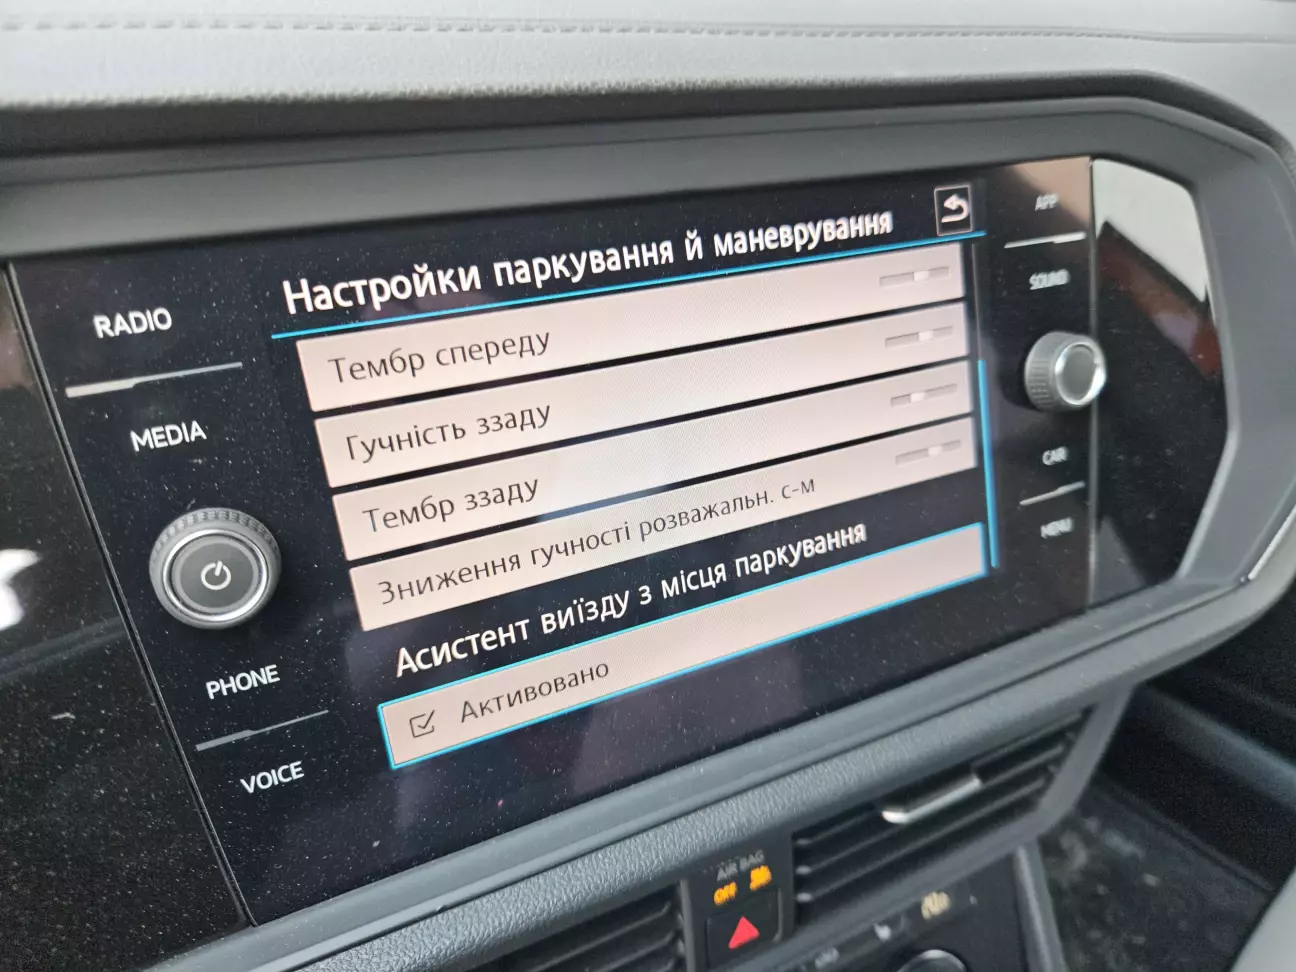 Настройки паркування й маневрування
Тембр спереду
Гучність ззаду
Тембр ззаду
Зниження гучності розважальн. с-м
Асистент виїзду з місця паркування
Активовано
RADIO
MEDIA
PHONE
VOICE
APP
SOUND
CAR
MENU
AIR BAG
OFF